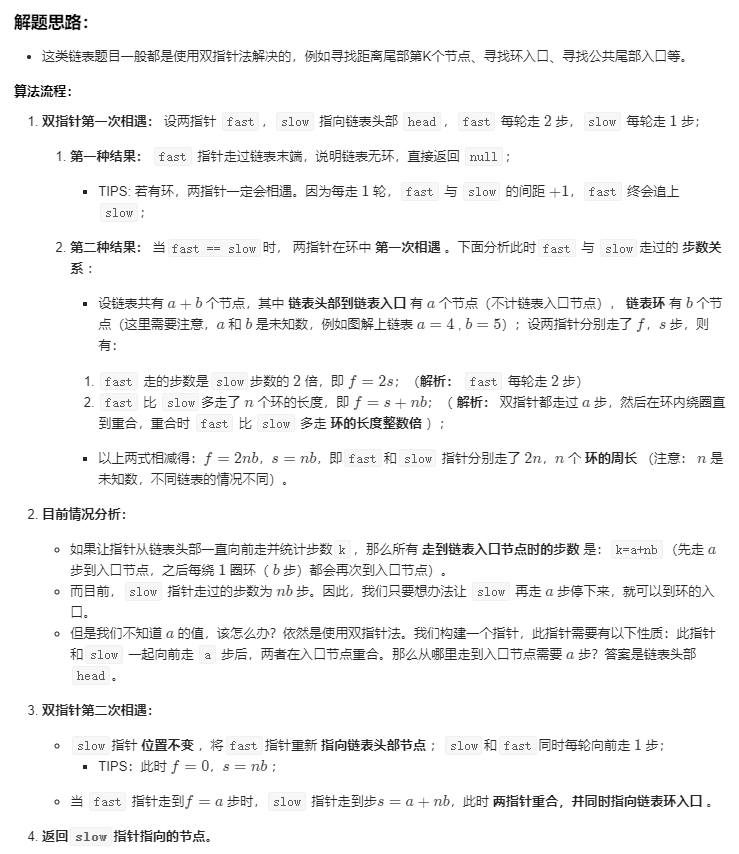 解题思路：
• 这类链表题目一般都是使用双指针法解决的，例如寻找距离尾部第K个节点、寻找环入口、寻找公共尾部入口等。
算法流程：
1. 双指针第一次相遇： 设两指针 fast ， slow 指向链表头部 head ， fast 每轮走 2 步， slow 每轮走 1 步；
1. 第一种结果： fast 指针走过链表末端，说明链表无环，直接返回 null ；
▪ TIPS: 若有环，两指针一定会相遇。因为每走 1 轮， fast 与 slow 的间距 +1， fast 终会追上
slow ；
2. 第二种结果： 当 fast == slow 时， 两指针在环中 第一次相遇 。下面分析此时 fast 与 slow 走过的 步数关
系 ：
▪ 设链表共有 a + b 个节点，其中 链表头部到链表入口 有 a 个节点（不计链表入口节点）， 链表环 有 b 个节
点（这里需要注意，a 和 b 是未知数，例如图解上链表 a = 4 , b = 5）；设两指针分别走了 f，s 步，则
有：
1. fast 走的步数是 slow 步数的 2 倍，即 f = 2s；（解析： fast 每轮走 2 步）
2. fast 比 slow 多走了 n 个环的长度，即 f = s + nb；（ 解析： 双指针都走过 a 步，然后在环内绕圈直
到重合，重合时 fast 比 slow 多走 环的长度整数倍 ）；
▪ 以上两式相减得：f = 2nb，s = nb，即 fast 和 slow 指针分别走了 2n，n 个 环的周长 （注意： n 是
未知数，不同链表的情况不同）。
2. 目前情况分析：
◦ 如果让指针从链表头部一直向前走并统计步数 k ，那么所有 走到链表入口节点时的步数 是： k=a+nb （先走 a
步到入口节点，之后每绕 1 圈环（ b 步）都会再次到入口节点）。
◦ 而目前， slow 指针走过的步数为 nb 步。因此，我们只要想办法让 slow 再走 a 步停下来，就可以到环的入
口。
◦ 但是我们不知道 a 的值，该怎么办？依然是使用双指针法。我们构建一个指针，此指针需要有以下性质：此指针
和 slow 一起向前走 a 步后，两者在入口节点重合。那么从哪里走到入口节点需要 a 步？答案是链表头部
head 。
3. 双指针第二次相遇：
◦ slow 指针 位置不变 ，将 fast 指针重新 指向链表头部节点 ； slow 和 fast 同时每轮向前走 1 步；
▪ TIPS：此时 f = 0，s = nb ；
◦ 当 fast 指针走到f = a 步时， slow 指针走到步s = a + nb，此时 两指针重合，并同时指向链表环入口 。
4. 返回 slow 指针指向的节点。